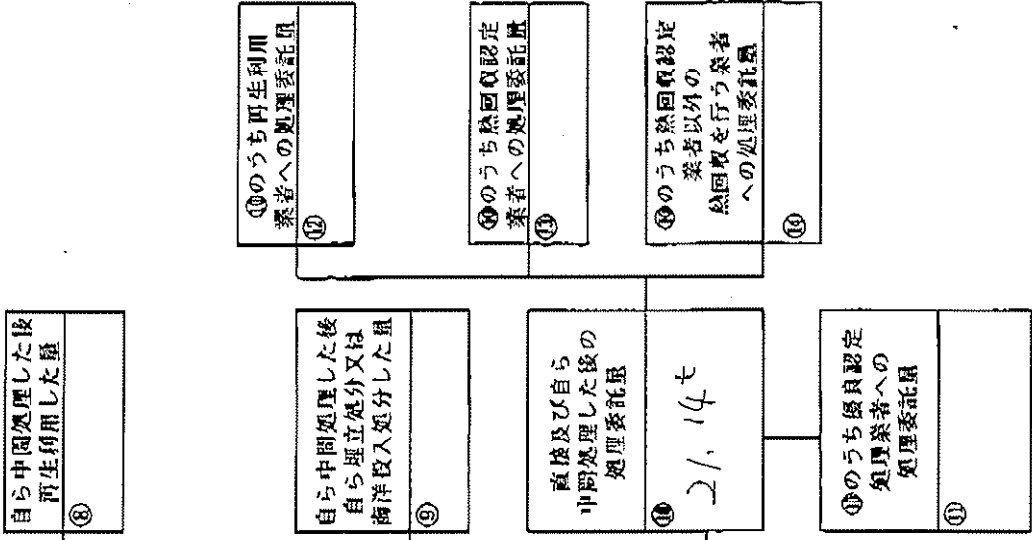 自ら中間処理した後
再生利用した量
⑧
自ら中間処理した後
自ら埋立処分又は
海洋投入処分した量
⑨
直接及び自ら
中間処理した後の
処理委託量
⑩
21.14t
⑩のうち優良認定
処理業者への
処理委託量
⑪
⑩のうち再生利用
業者への処理委託量
⑫
⑩のうち熱回収認定
業者への処理委託量
⑬
⑩のうち熱回収認定
業者以外の
熱回収を行う業者
への処理委託量
⑭